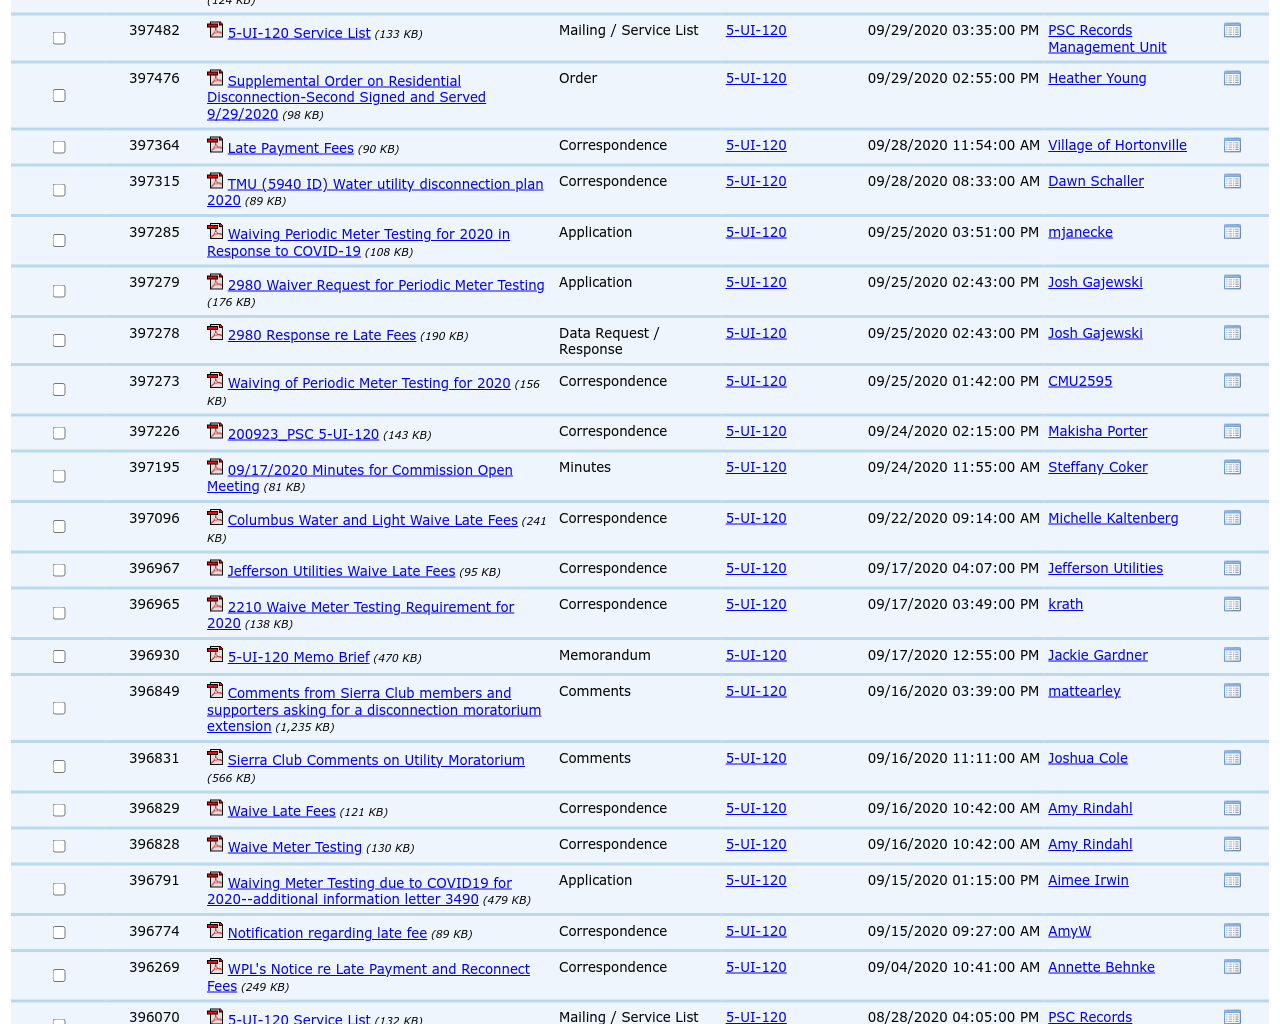 (124 KB)
397482 5-UI-120 Service List (133 KB) Mailing / Service List 5-UI-120 09/29/2020 03:35:00 PM PSC Records
Management Unit
397476 Supplemental Order on Residential Order 5-UI-120 09/29/2020 02:55:00 PM Heather Young
Disconnection-Second Signed and Served
9/29/2020 (98 KB)
397364 Late Payment Fees (90 KB) Correspondence 5-UI-120 09/28/2020 11:54:00 AM Village of Hortonville
397315 TMU (5940 ID) Water utility disconnection plan Correspondence 5-UI-120 09/28/2020 08:33:00 AM Dawn Schaller
2020 (89 KB)
397285 Waiving Periodic Meter Testing for 2020 in Application 5-UI-120 09/25/2020 03:51:00 PM mjanecke
Response to COVID-19 (108 KB)
397279 2980 Waiver Request for Periodic Meter Testing Application 5-UI-120 09/25/2020 02:43:00 PM Josh Gajewski
(176 KB)
397278 2980 Response re Late Fees (190 KB) Data Request / 5-UI-120 09/25/2020 02:43:00 PM Josh Gajewski
Response
397273 Waiving of Periodic Meter Testing for 2020 (156 Correspondence 5-UI-120 09/25/2020 01:42:00 PM CMU2595
KB)
397226 200923_PSC 5-UI-120 (143 KB) Correspondence 5-UI-120 09/24/2020 02:15:00 PM Makisha Porter
397195 09/17/2020 Minutes for Commission Open Minutes 5-UI-120 09/24/2020 11:55:00 AM Steffany Coker
Meeting (81 KB)
397096 Columbus Water and Light Waive Late Fees (241 Correspondence 5-UI-120 09/22/2020 09:14:00 AM Michelle Kaltenberg
KB)
396967 Jefferson Utilities Waive Late Fees (95 KB) Correspondence 5-UI-120 09/17/2020 04:07:00 PM Jefferson Utilities
396965 2210 Waive Meter Testing Requirement for Correspondence 5-UI-120 09/17/2020 03:49:00 PM krath
2020 (138 KB)
396930 5-UI-120 Memo Brief (470 KB) Memorandum 5-UI-120 09/17/2020 12:55:00 PM Jackie Gardner
396849 Comments from Sierra Club members and Comments 5-UI-120 09/16/2020 03:39:00 PM mattearley
supporters asking for a disconnection moratorium
extension (1,235 KB)
396831 Sierra Club Comments on Utility Moratorium Comments 5-UI-120 09/16/2020 11:11:00 AM Joshua Cole
(566 KB)
396829 Waive Late Fees (121 KB) Correspondence 5-UI-120 09/16/2020 10:42:00 AM Amy Rindahl
396828 Waive Meter Testing (130 KB) Correspondence 5-UI-120 09/16/2020 10:42:00 AM Amy Rindahl
396791 Waiving Meter Testing due to COVID19 for Application 5-UI-120 09/15/2020 01:15:00 PM Aimee Irwin
2020--additional information letter 3490 (479 KB)
396774 Notification regarding late fee (89 KB) Correspondence 5-UI-120 09/15/2020 09:27:00 AM AmyW
396269 WPL's Notice re Late Payment and Reconnect Correspondence 5-UI-120 09/04/2020 10:41:00 AM Annette Behnke
Fees (249 KB)
396070 5-UI-120 Service List (132 KB) Mailing / Service List 5-UI-120 08/28/2020 04:05:00 PM PSC Records